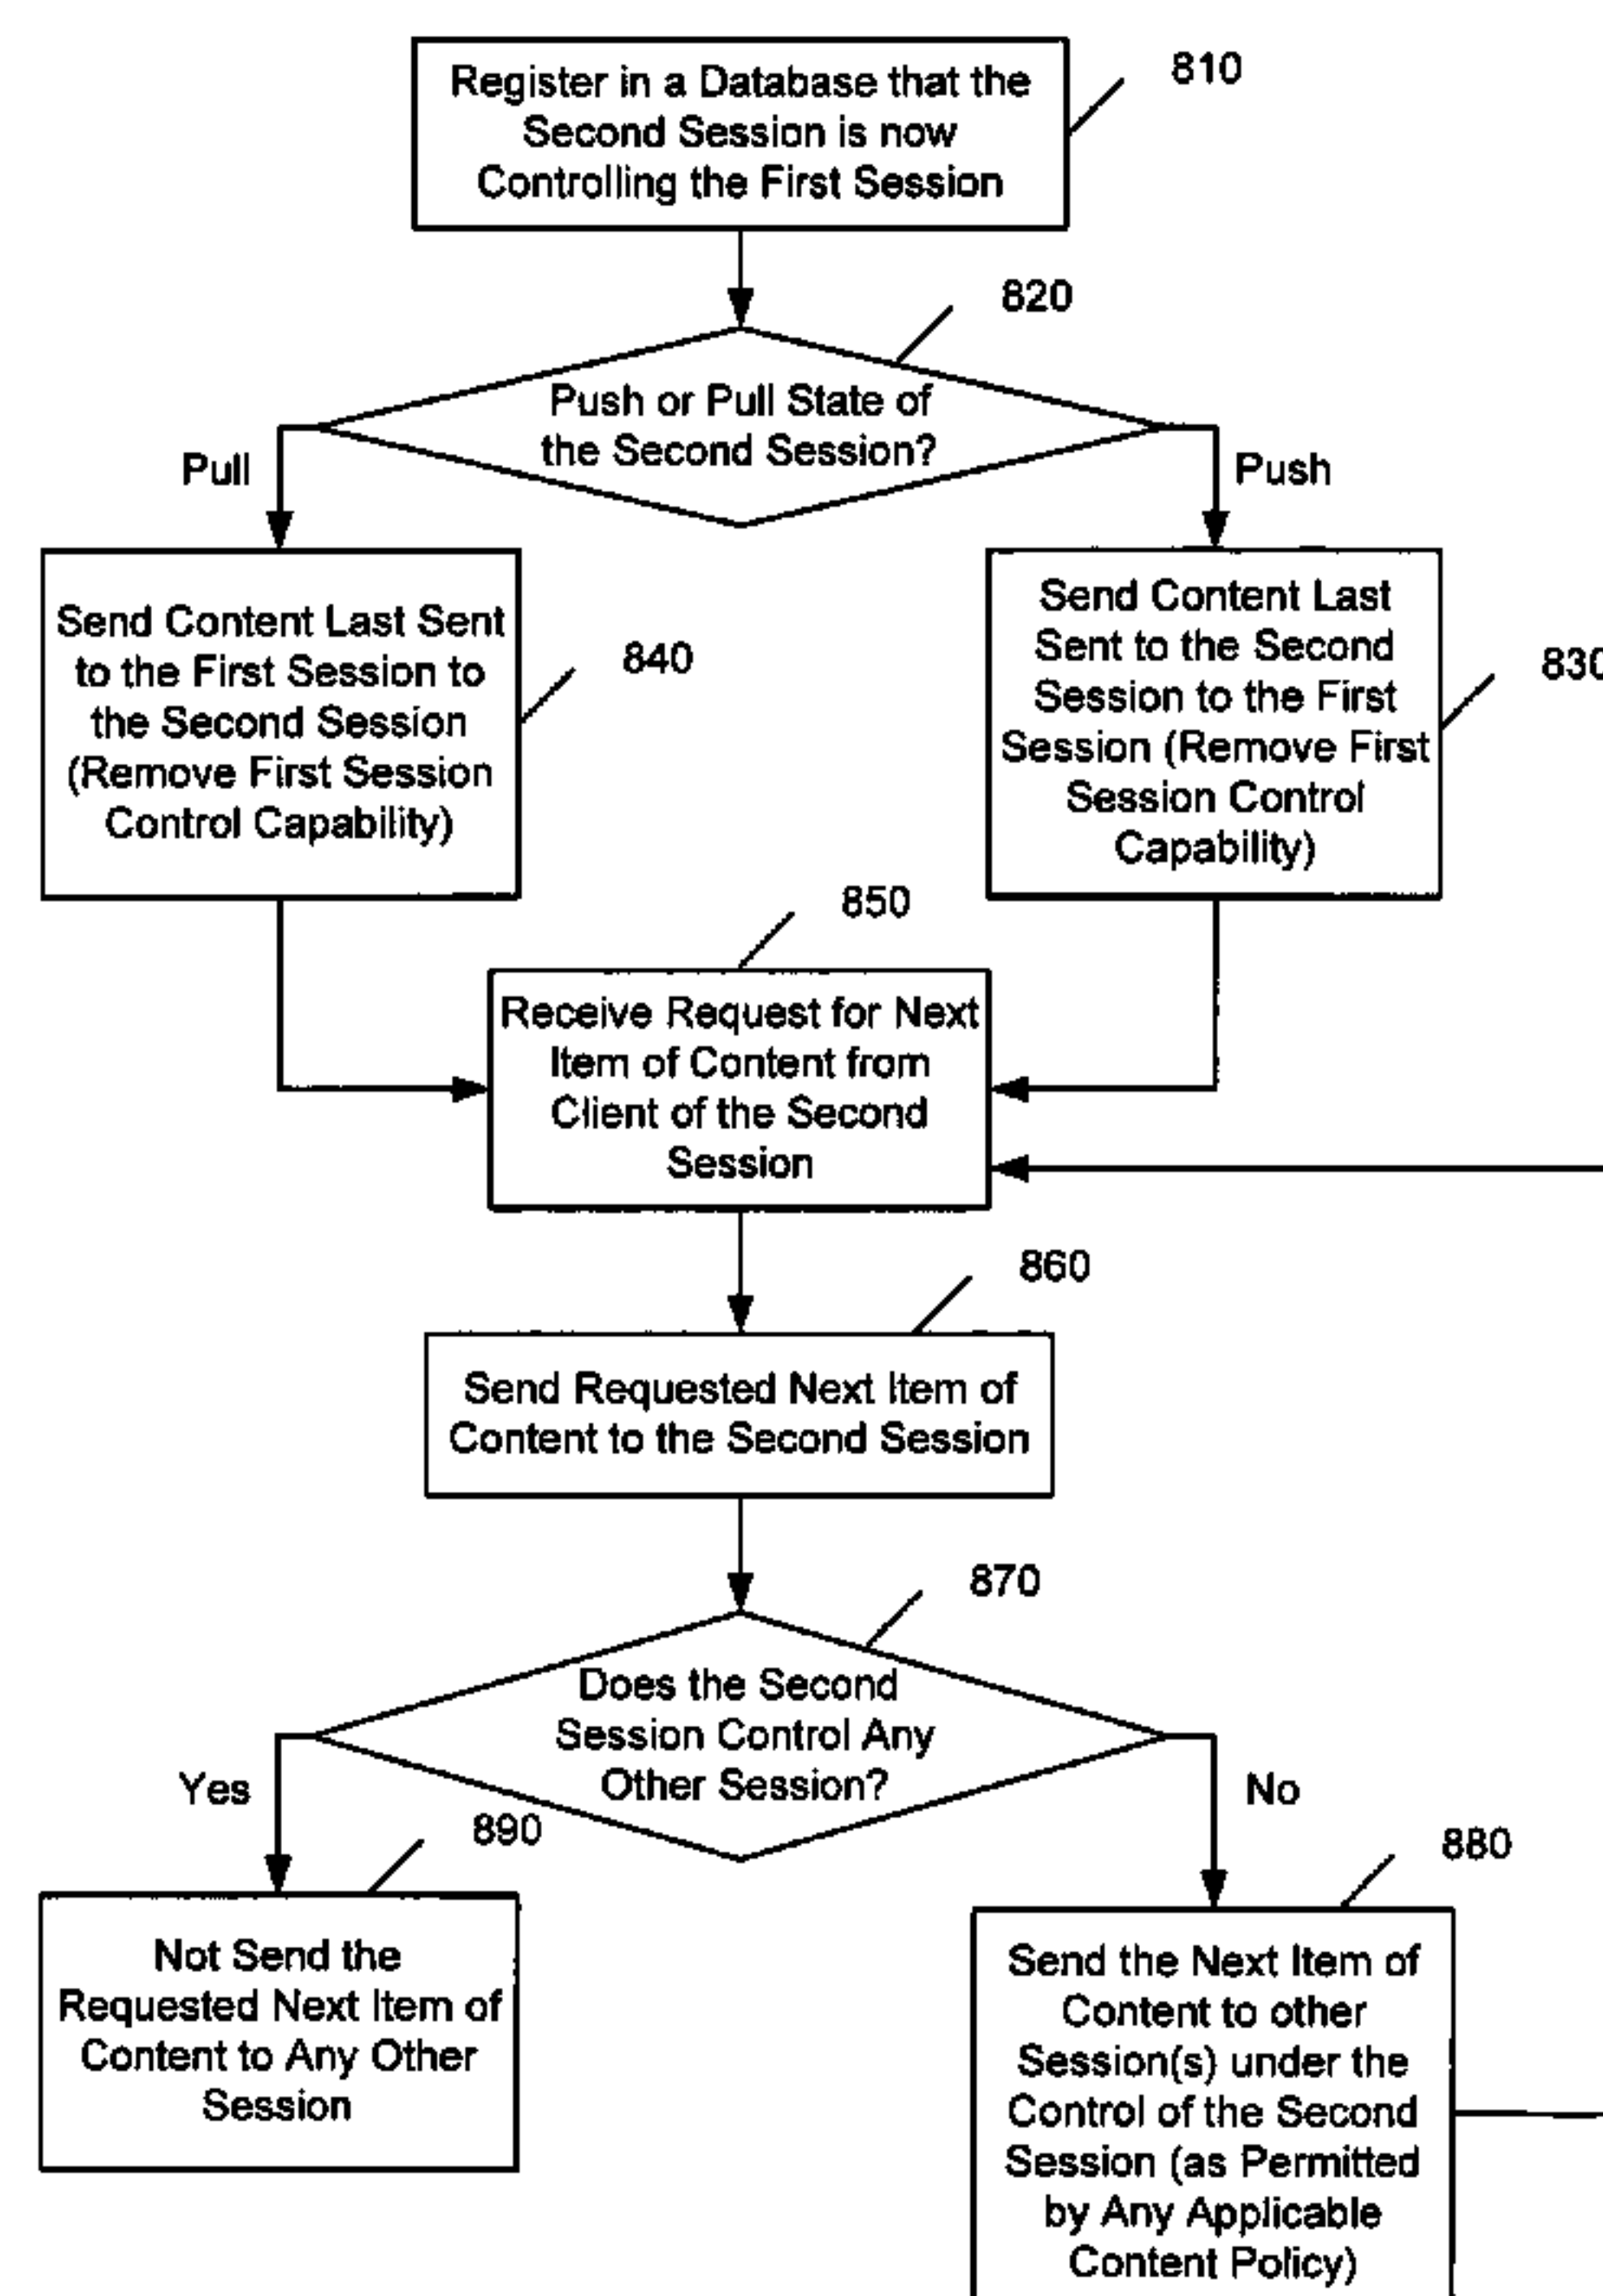 Register in a Database that the
Second Session is now
Controlling the First Session
810
820
Push or Pull State of
the Second Session?
Pull
Push
Send Content Last Sent
to the First Session to
the Second Session
(Remove First Session
Control Capability)
840
Send Content Last
Sent to the Second
Session to the First
Session (Remove First
Session Control
Capability)
830
850
Receive Request for Next
Item of Content from
Client of the Second
Session
860
Send Requested Next Item of
Content to the Second Session
870
Does the Second
Session Control Any
Other Session?
Yes
No
890
Not Send the
Requested Next Item of
Content to Any Other
Session
880
Send the Next Item of
Content to other
Session(s) under the
Control of the Second
Session (as Permitted
by Any Applicable
Content Policy)